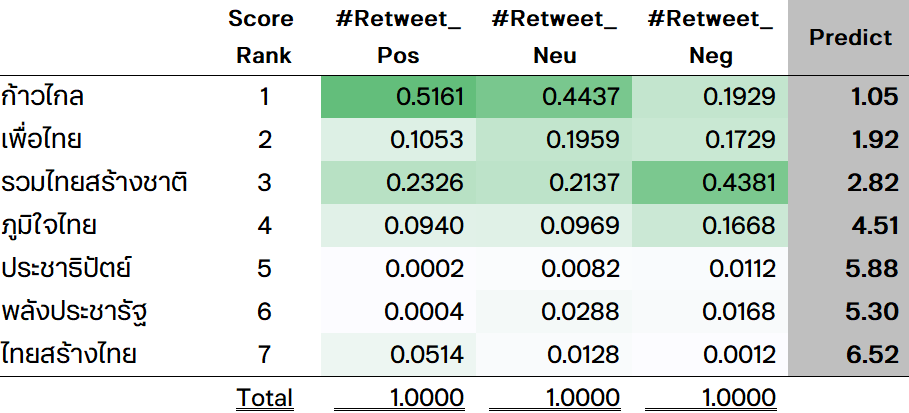 Score Rank #Retweet_Pos #Retweet_Neu #Retweet_Neg Predict
ก้าวไกล 1 0.5161 0.4437 0.1929 1.05
เพื่อไทย 2 0.1053 0.1959 0.1729 1.92
รวมไทยสร้างชาติ 3 0.2326 0.2137 0.4381 2.82
ภูมิใจไทย 4 0.0940 0.0969 0.1668 4.51
ประชาธิปัตย์ 5 0.0002 0.0082 0.0112 5.88
พลังประชารัฐ 6 0.0004 0.0288 0.0168 5.30
ไทยสร้างไทย 7 0.0514 0.0128 0.0012 6.52
Total 1.0000 1.0000 1.0000